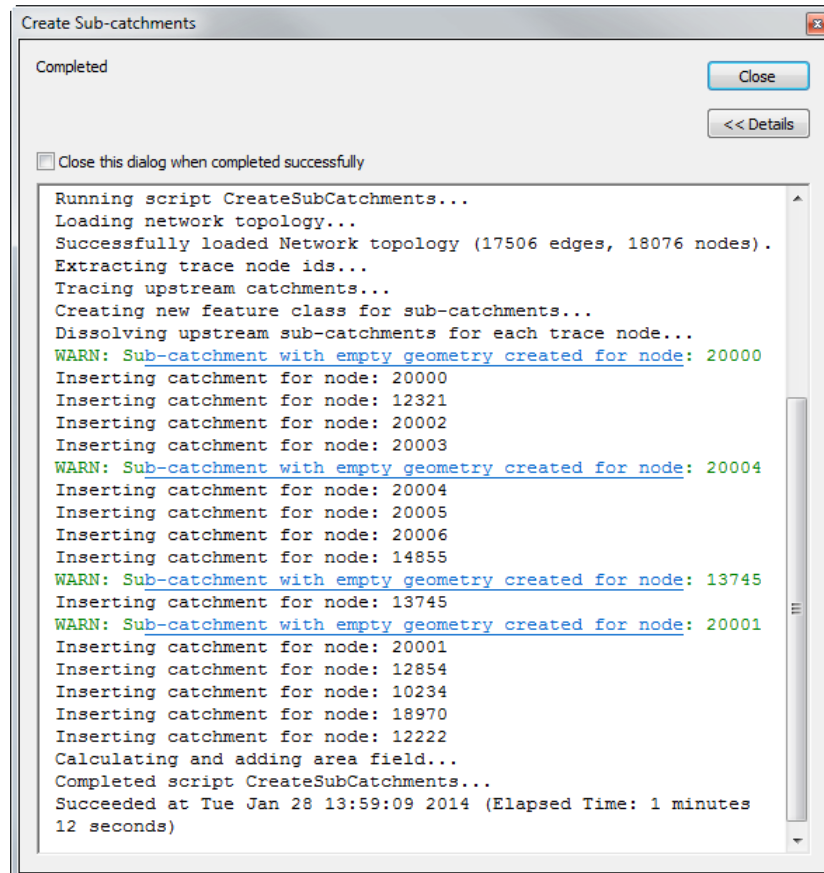 Create Sub-catchments
Completed
Close
<< Details
Close this dialog when completed successfully
Running script CreateSubCatchments...
Loading network topology...
Successfully loaded Network topology (17506 edges, 18076 nodes).
Extracting trace node ids...
Tracing upstream catchments...
Creating new feature class for sub-catchments...
Dissolving upstream sub-catchments for each trace node...
WARN: Sub-catchment with empty geometry created for node: 20000
Inserting catchment for node: 20000
Inserting catchment for node: 12321
Inserting catchment for node: 20002
Inserting catchment for node: 20003
WARN: Sub-catchment with empty geometry created for node: 20004
Inserting catchment for node: 20004
Inserting catchment for node: 20005
Inserting catchment for node: 20006
Inserting catchment for node: 14855
WARN: Sub-catchment with empty geometry created for node: 13745
Inserting catchment for node: 13745
WARN: Sub-catchment with empty geometry created for node: 20001
Inserting catchment for node: 20001
Inserting catchment for node: 12854
Inserting catchment for node: 10234
Inserting catchment for node: 18970
Inserting catchment for node: 12222
Calculating and adding area field...
Completed script CreateSubCatchments...
Succeeded at Tue Jan 28 13:59:09 2014 (Elapsed Time: 1 minutes
12 seconds)